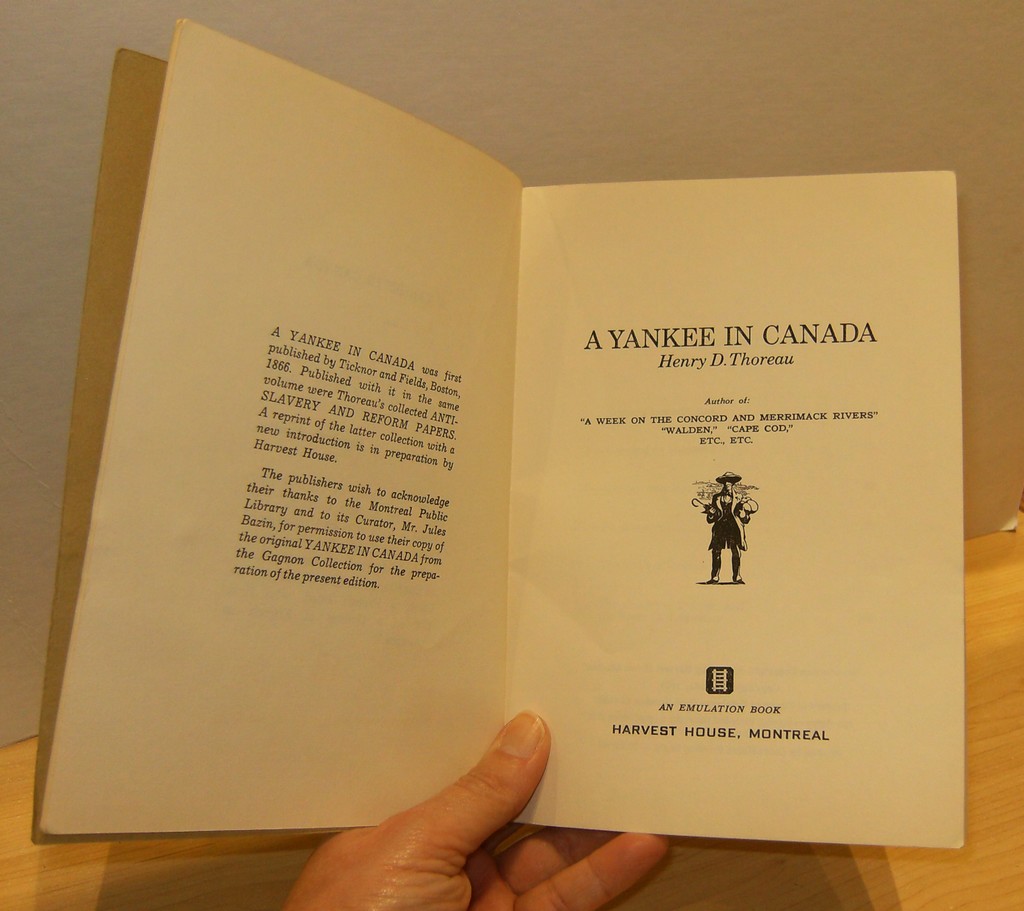 A YANKEE IN CANADA was first
published by Ticknor and Fields, Boston,
1866. Published with it in the same
volume were Thoreau's collected ANTI-
SLAVERY AND REFORM PAPERS.
A reprint of the latter collection with a
new introduction is in preparation by
Harvest House.
The publishers wish to acknowledge
their thanks to the Montreal Public
Library and to its Curator, Mr. Jules
Bazin, for permission to use their copy of
the original YANKEE IN CANADA from
the Gagnon Collection for the prepa-
ration of the present edition.
A YANKEE IN CANADA
Henry D. Thoreau
Author of:
"A WEEK ON THE CONCORD AND MERRIMACK RIVERS"
"WALDEN," "CAPE COD,"
ETC., ETC.
AN EMULATION BOOK
HARVEST HOUSE, MONTREAL